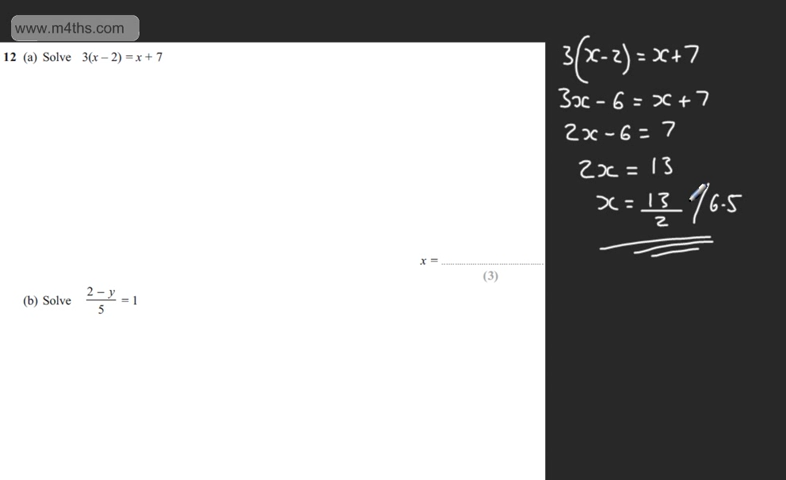 www.m4ths.com
12 (a) Solve 3(x – 2) = x + 7
x = ........................................
(3)
(b) Solve (2 – y)/5 = 1
3(x-2) = x+7
3x - 6 = x + 7
2x - 6 = 7
2x = 13
x = 13/2 / 6.5